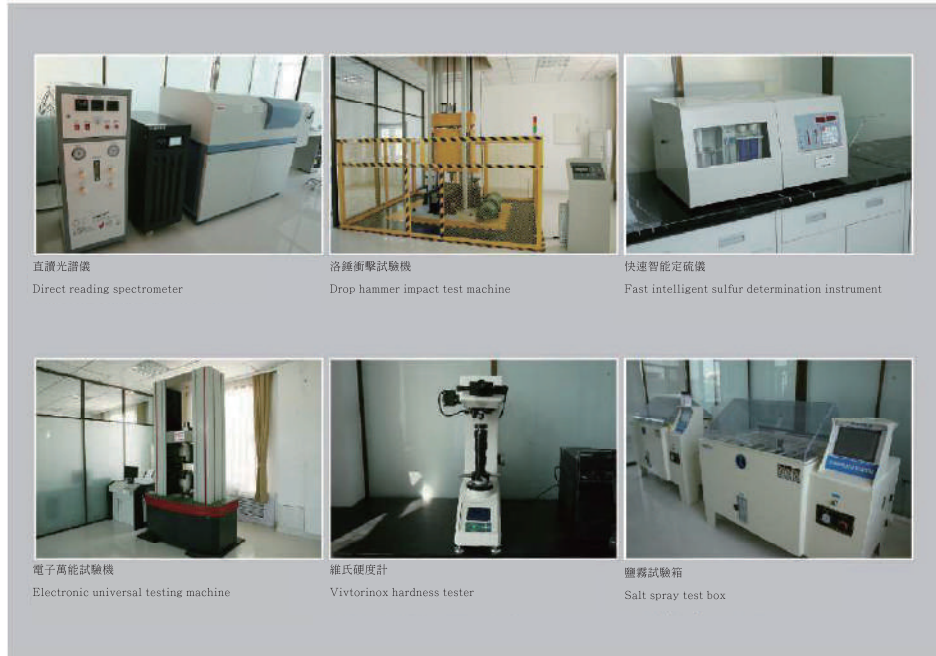 直讀光譜儀
Direct reading spectrometer
洛錘衝擊試驗機
Drop hammer impact test machine
快速智能定硫儀
Fast intelligent sulfur determination instrument
電子萬能試驗機
Electronic universal testing machine
維氏硬度計
Vivtorinox hardness tester
鹽霧試驗箱
Salt spray test box